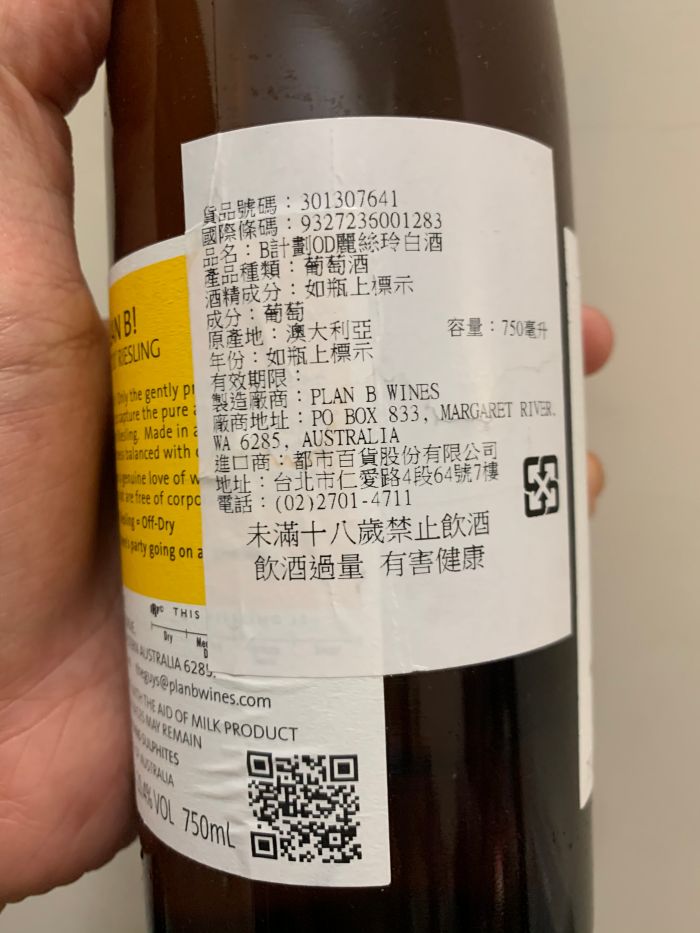 貨品號碼：301307641
國際條碼：9327236001283
品名：B計劃OD麗絲玲白酒
產品種類：葡萄酒
酒精成分：如瓶上標示
成分：葡萄
原產地：澳大利亞 容量：750毫升
年份：如瓶上標示
有效期限：
製造廠商：PLAN B WINES
廠商地址：PO BOX 833, MARGARET RIVER.
WA 6285, AUSTRALIA
進口商：都市百貨股份有限公司
地址：台北市仁愛路4段64號7樓
電話：(02)2701-4711
未滿十八歲禁止飲酒
飲酒過量 有害健康
B!
RIESLING
Only the gently
capture the pure
Riesling. Made in
balanced with
genuine love of
are free of
= Off-Dry
party going on a
THIS
Dry
AUSTRALIA 6285.
@planbwines.com
THE AID OF MILK PRODUCT
MAY REMAIN
SULPHITES
AUSTRALIA
VOL 750mL